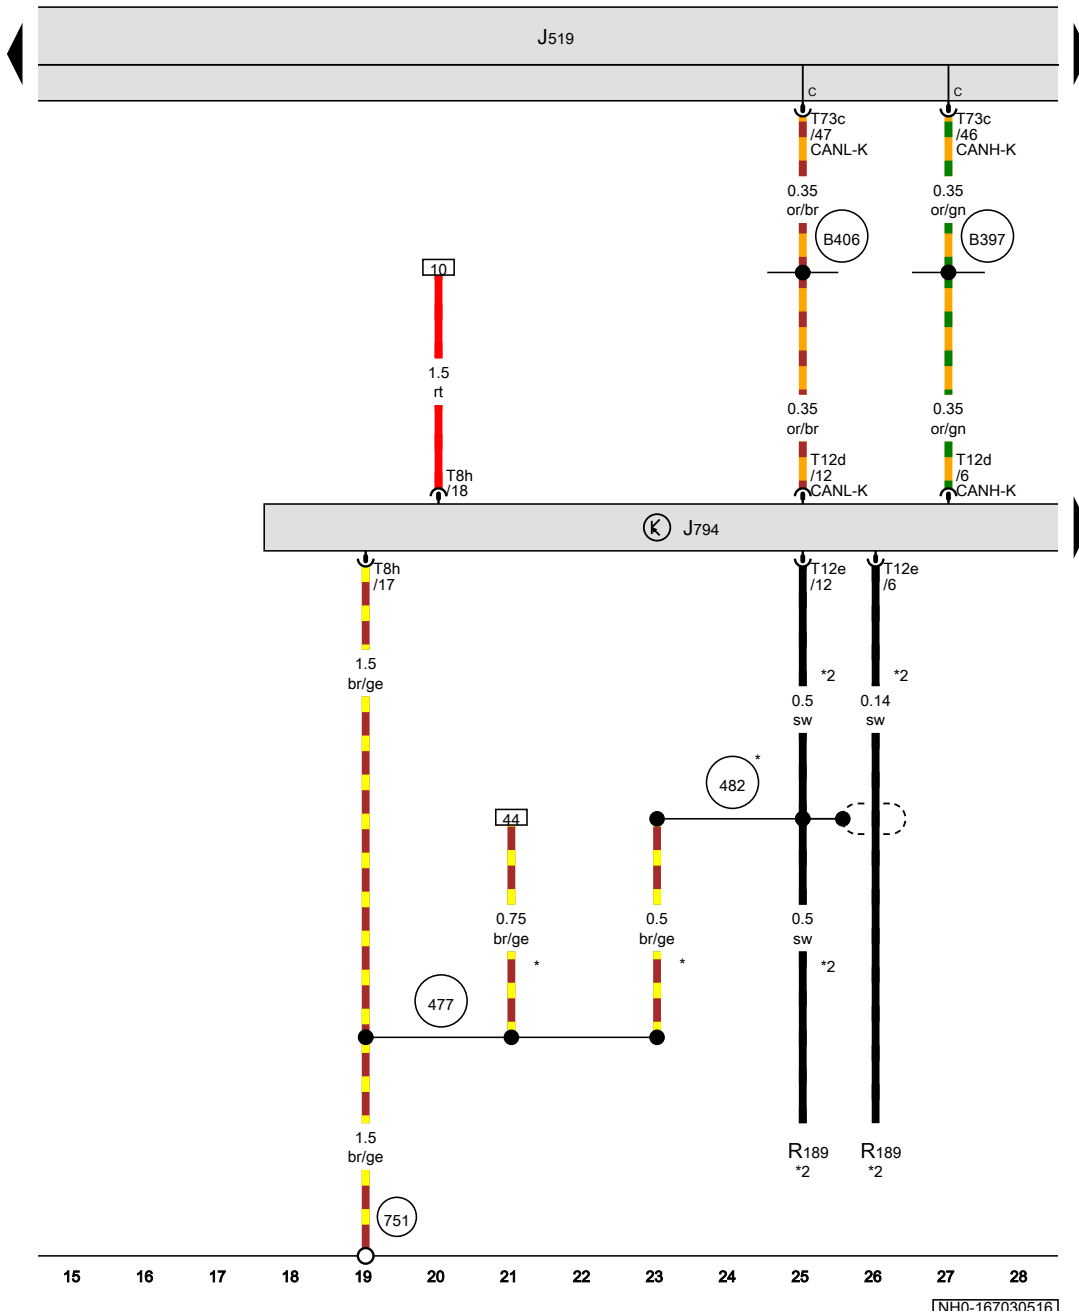 J519
c
c
T73c
/47
CANL-K
T73c
/46
CANH-K
0.35
or/br
0.35
or/gn
B406
B397
10
1.5
rt
0.35
or/br
0.35
or/gn
T8h
/18
T12d
/12
CANL-K
T12d
/6
CANH-K
K
J794
T8h
/17
T12e
/12
T12e
/6
1.5
br/ge
*2
*2
0.5
sw
0.14
sw
*
482
44
0.75
br/ge
*
0.5
br/ge
*
0.5
sw
*2
477
1.5
br/ge
R189
*2
R189
*2
751
15 16 17 18 19 20 21 22 23 24 25 26 27 28
NH0-167030516